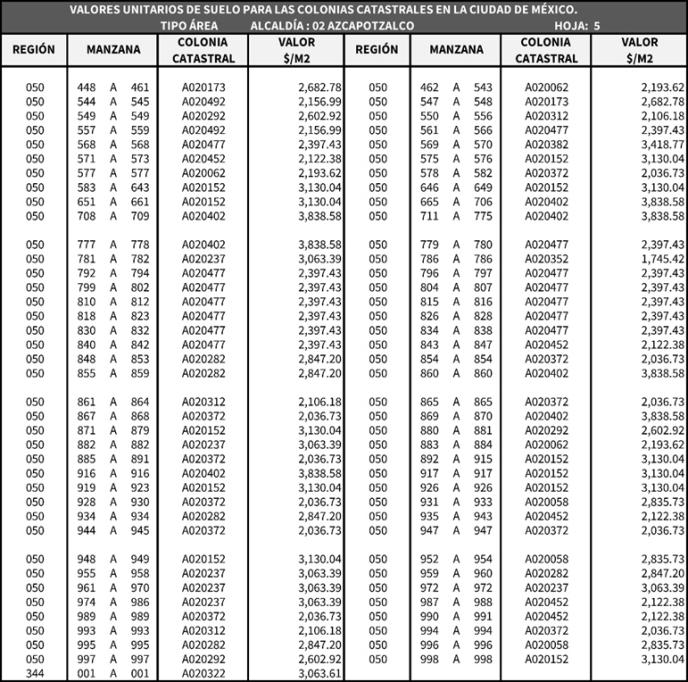 VALORES UNITARIOS DE SUELO PARA LAS COLONIAS CATASTRALES EN LA CIUDAD DE MÉXICO.
TIPO ÁREA ALCALDÍA : 02 AZCAPOTZALCO HOJA: 5
REGIÓN MANZANA COLONIA CATASTRAL VALOR $/M2 REGIÓN MANZANA COLONIA CATASTRAL VALOR $/M2
050 448 A 461 A020173 2,682.78 050 462 A 543 A020062 2,193.62
050 544 A 545 A020492 2,156.99 050 547 A 548 A020173 2,682.78
050 549 A 549 A020292 2,602.92 050 550 A 556 A020312 2,106.18
050 557 A 559 A020492 2,156.99 050 561 A 566 A020477 2,397.43
050 568 A 568 A020477 2,397.43 050 569 A 570 A020382 3,418.77
050 571 A 573 A020452 2,122.38 050 575 A 576 A020152 3,130.04
050 577 A 577 A020062 2,193.62 050 578 A 582 A020372 2,036.73
050 583 A 643 A020152 3,130.04 050 646 A 649 A020152 3,130.04
050 651 A 661 A020152 3,130.04 050 665 A 706 A020402 3,838.58
050 708 A 709 A020402 3,838.58 050 711 A 775 A020402 3,838.58
050 777 A 778 A020402 3,838.58 050 779 A 780 A020477 2,397.43
050 781 A 782 A020237 3,063.39 050 786 A 786 A020352 1,745.42
050 792 A 794 A020477 2,397.43 050 796 A 797 A020477 2,397.43
050 799 A 802 A020477 2,397.43 050 804 A 807 A020477 2,397.43
050 810 A 812 A020477 2,397.43 050 815 A 816 A020477 2,397.43
050 818 A 823 A020477 2,397.43 050 826 A 828 A020477 2,397.43
050 830 A 832 A020477 2,397.43 050 834 A 838 A020477 2,397.43
050 840 A 842 A020477 2,397.43 050 843 A 847 A020452 2,122.38
050 848 A 853 A020282 2,847.20 050 854 A 854 A020372 2,036.73
050 855 A 859 A020282 2,847.20 050 860 A 860 A020402 3,838.58
050 861 A 864 A020312 2,106.18 050 865 A 865 A020372 2,036.73
050 867 A 868 A020372 2,036.73 050 869 A 870 A020402 3,838.58
050 871 A 879 A020152 3,130.04 050 880 A 881 A020292 2,602.92
050 882 A 882 A020237 3,063.39 050 883 A 884 A020062 2,193.62
050 885 A 891 A020372 2,036.73 050 892 A 915 A020152 3,130.04
050 916 A 916 A020402 3,838.58 050 917 A 917 A020152 3,130.04
050 919 A 923 A020152 3,130.04 050 926 A 926 A020152 3,130.04
050 928 A 930 A020372 2,036.73 050 931 A 933 A020058 2,835.73
050 934 A 934 A020282 2,847.20 050 935 A 943 A020452 2,122.38
050 944 A 945 A020372 2,036.73 050 947 A 947 A020372 2,036.73
050 948 A 949 A020152 3,130.04 050 952 A 954 A020058 2,835.73
050 955 A 958 A020237 3,063.39 050 959 A 960 A020282 2,847.20
050 961 A 970 A020237 3,063.39 050 972 A 972 A020237 3,063.39
050 974 A 986 A020237 3,063.39 050 987 A 988 A020452 2,122.38
050 989 A 989 A020372 2,036.73 050 990 A 991 A020452 2,122.38
050 993 A 993 A020312 2,106.18 050 994 A 994 A020372 2,036.73
050 995 A 995 A020282 2,847.20 050 996 A 996 A020058 2,835.73
050 997 A 997 A020292 2,602.92 050 998 A 998 A020152 3,130.04
344 001 A 001 A020322 3,063.61